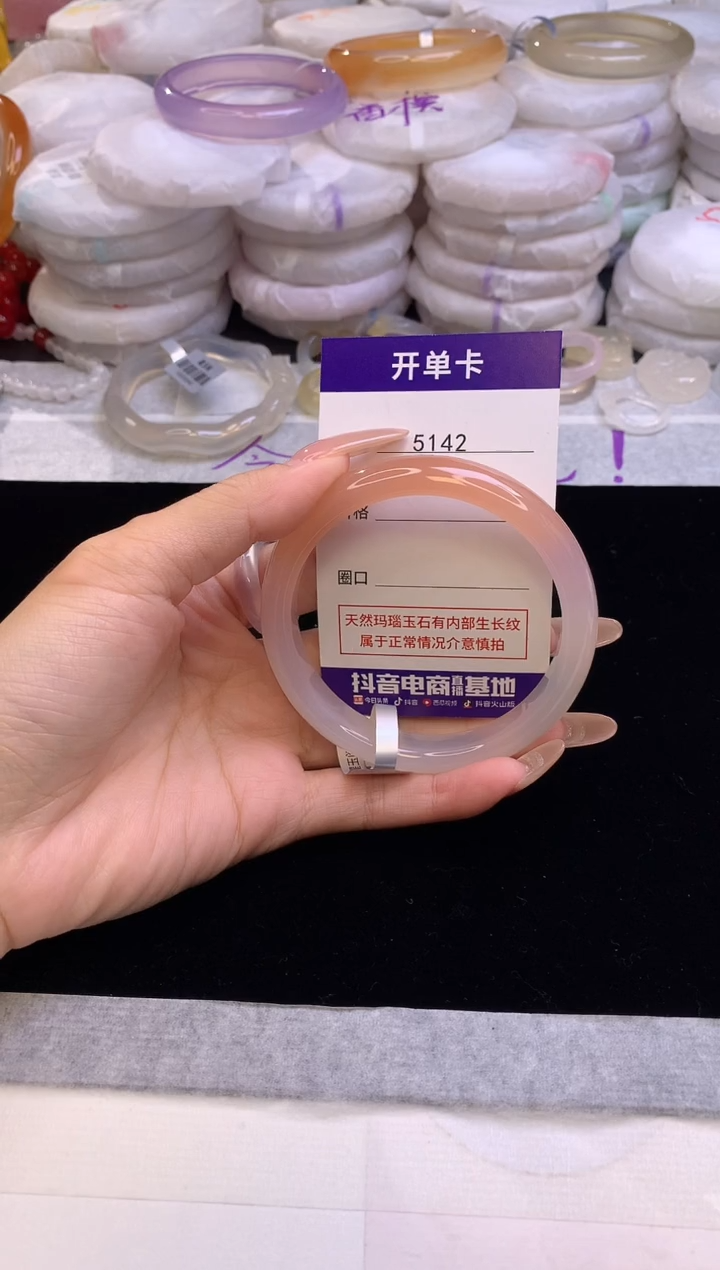 开单卡
5142
格
圈口
天然玛瑙玉石有内部生长纹
属于正常情况介意慎拍
抖音电商直播基地
今日头条 抖音 西瓜视频 抖音火山版
今
!